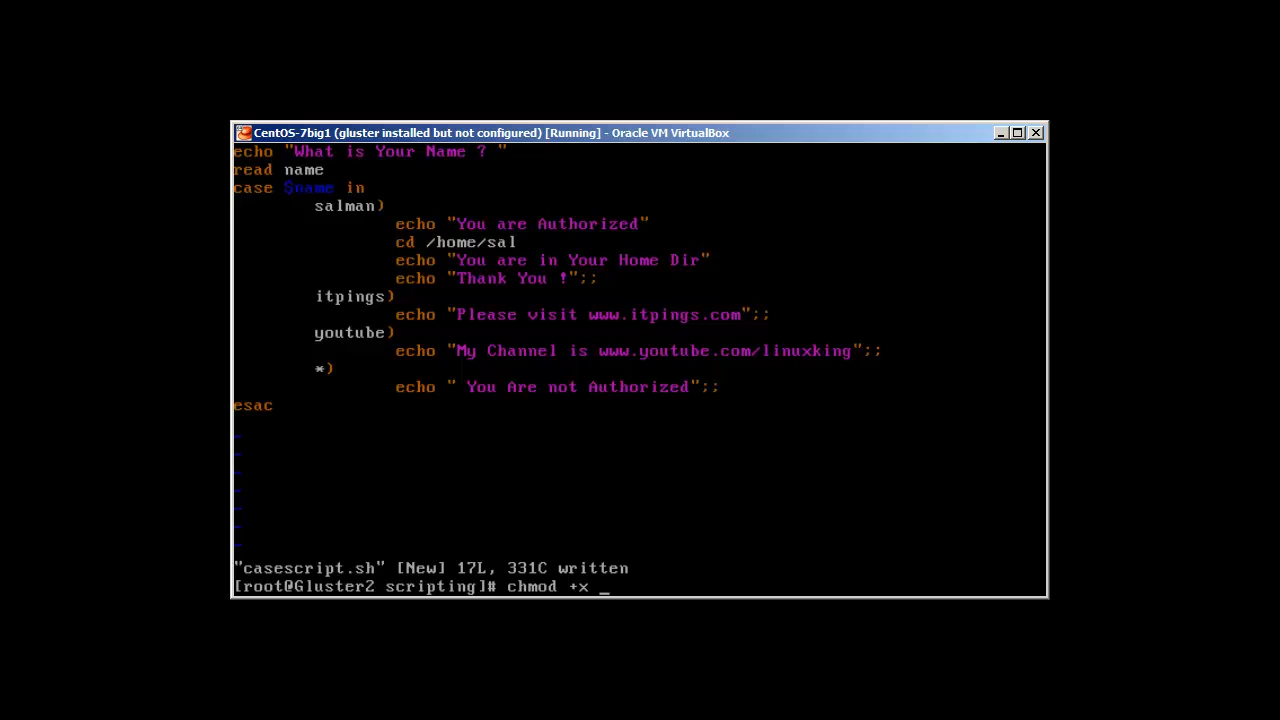 CentOS-7big1 (gluster installed but not configured) [Running] - Oracle VM VirtualBox
echo "What is Your Name ? "
read name
case $name in
salman)
echo "You are Authorized"
cd /home/sal
echo "You are in Your Home Dir"
echo "Thank You !";;
itpings)
echo "Please visit www.itpings.com";;
youtube)
echo "My Channel is www.youtube.com/linuxking";;
*)
echo " You Are not Authorized";;
esac
~
~
~
~
~
~
~
"casescript.sh" [New] 17L, 331C written
[root@Gluster2 scripting]# chmod +x _